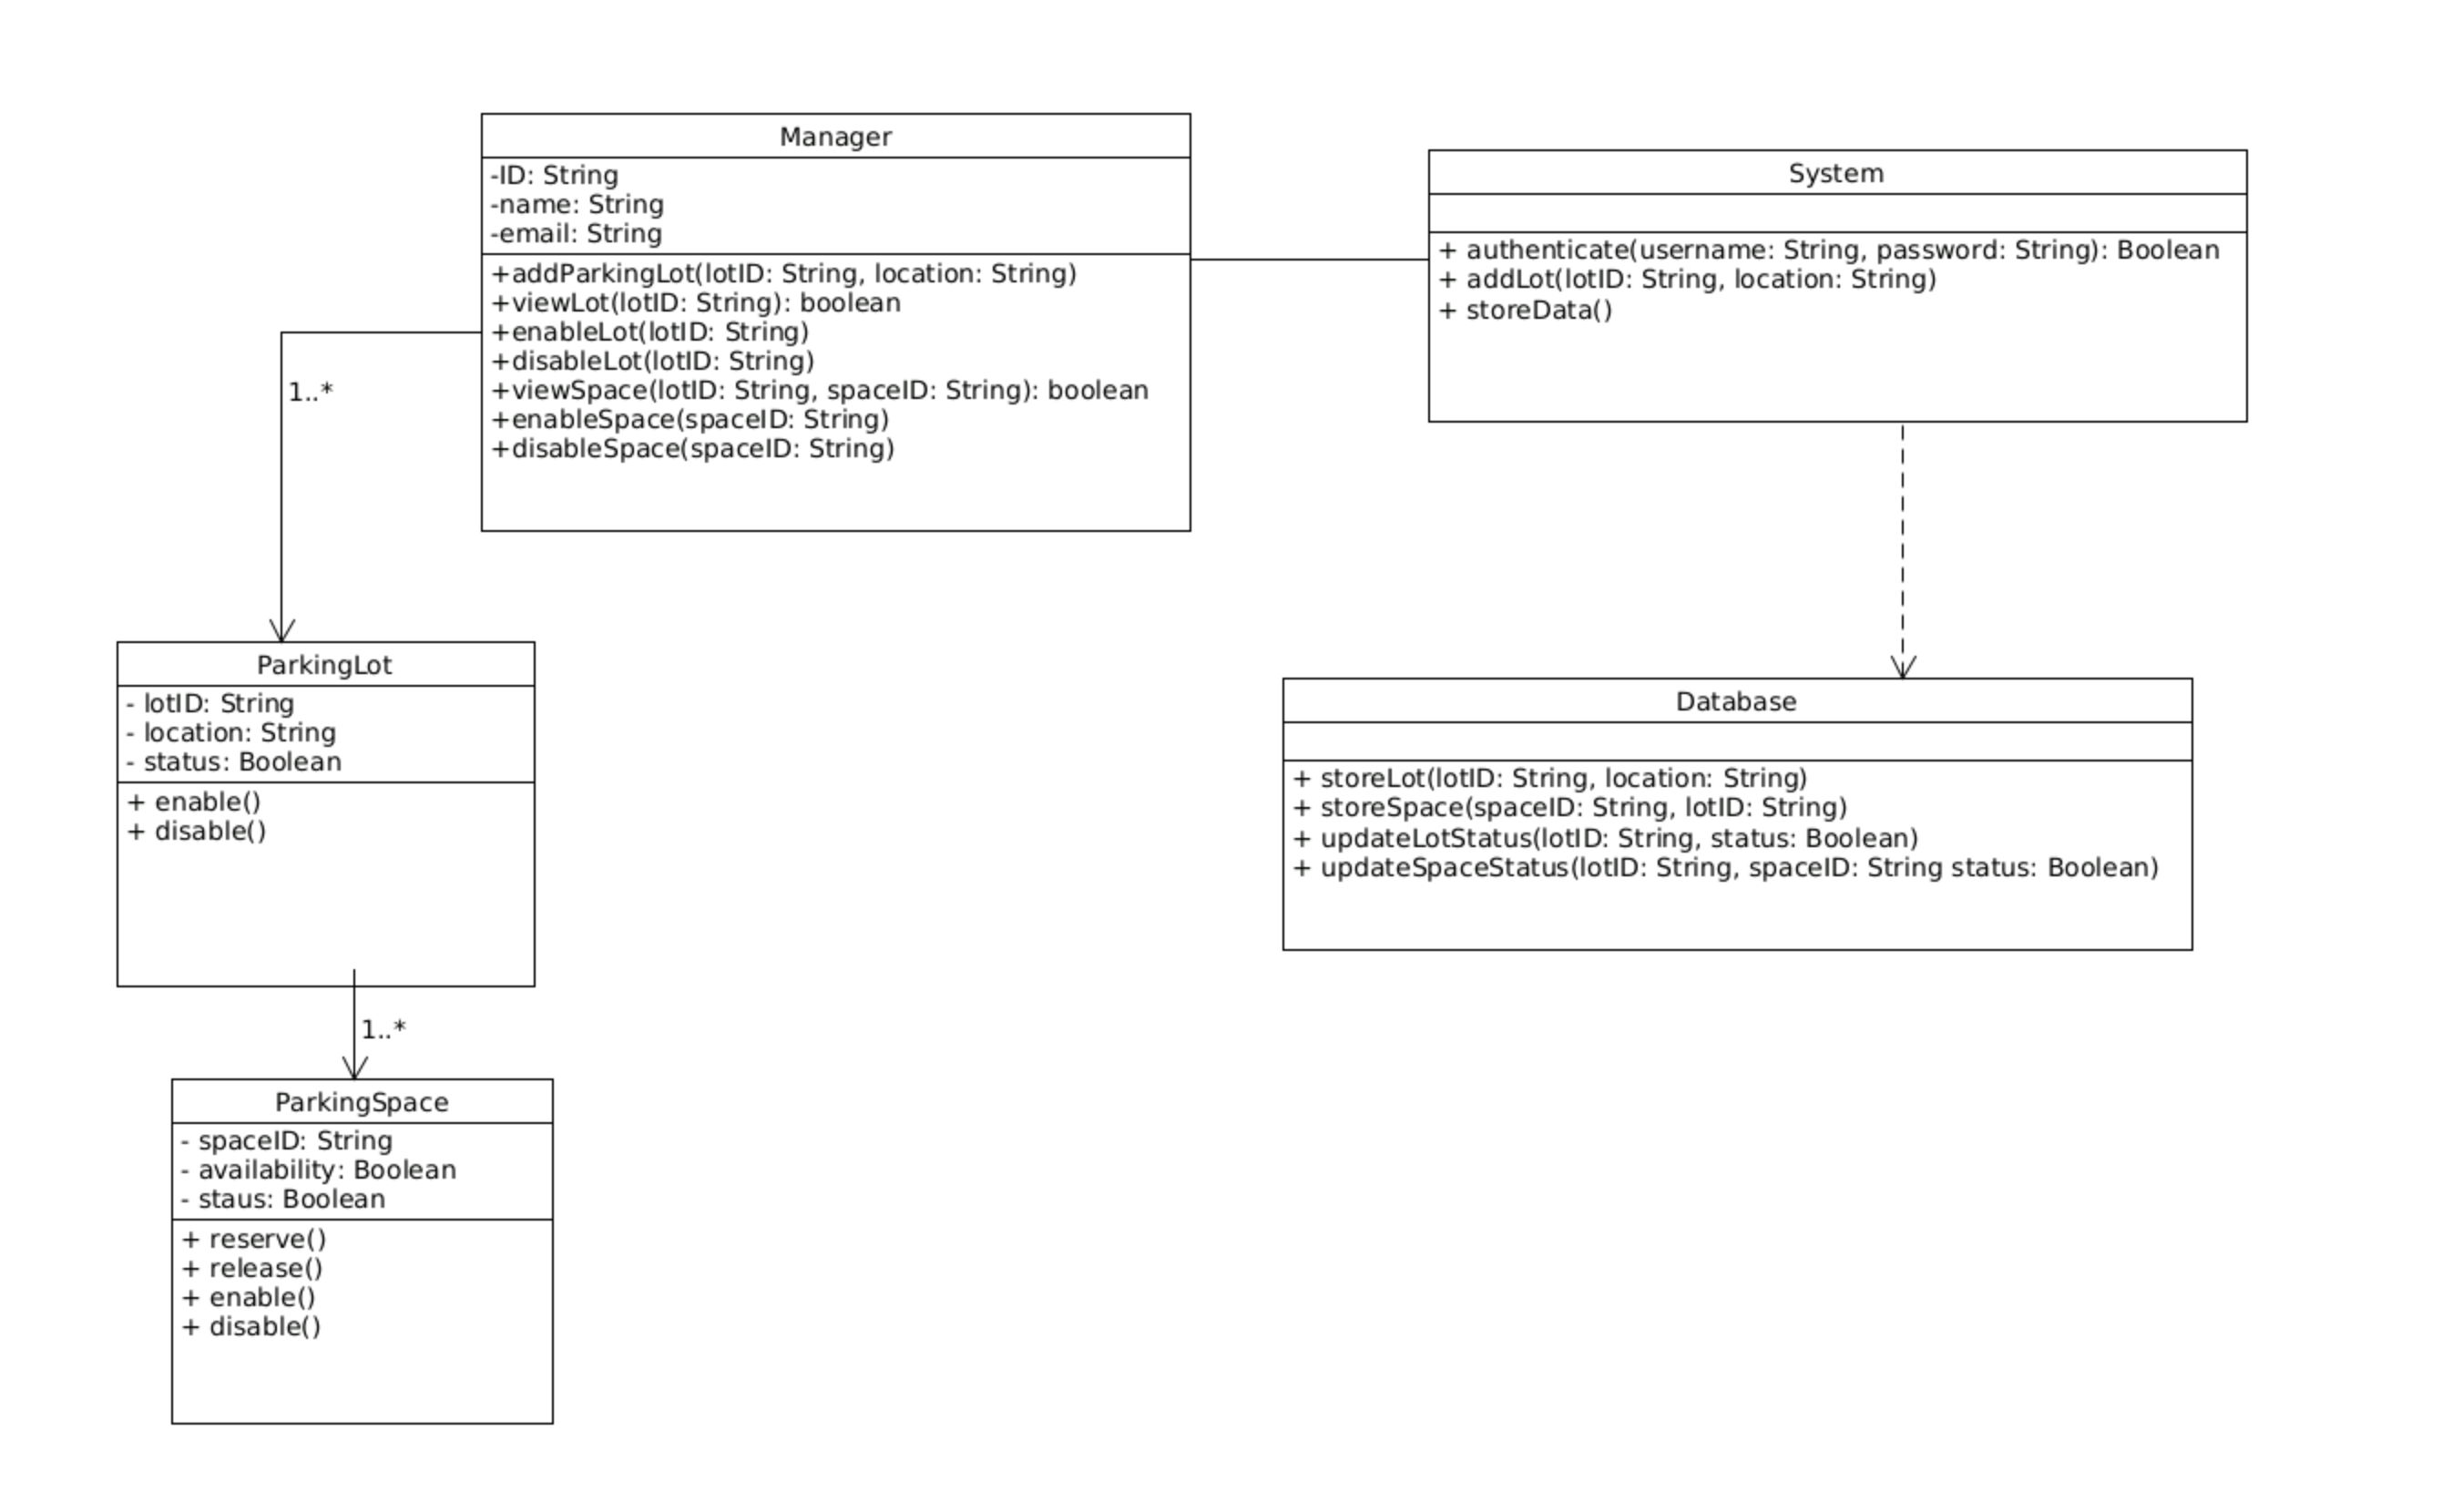 Manager
-ID: String
-name: String
-email: String
+addParkingLot(lotID: String, location: String)
+viewLot(lotID: String): boolean
+enableLot(lotID: String)
+disableLot(lotID: String)
+viewSpace(lotID: String, spaceID: String): boolean
+enableSpace(spaceID: String)
+disableSpace(spaceID: String)
System
+ authenticate(username: String, password: String): Boolean
+ addLot(lotID: String, location: String)
+ storeData()
1..*
ParkingLot
- lotID: String
- location: String
- status: Boolean
+ enable()
+ disable()
Database
+ storeLot(lotID: String, location: String)
+ storeSpace(spaceID: String, lotID: String)
+ updateLotStatus(lotID: String, status: Boolean)
+ updateSpaceStatus(lotID: String, spaceID: String status: Boolean)
1..*
ParkingSpace
- spaceID: String
- availability: Boolean
- staus: Boolean
+ reserve()
+ release()
+ enable()
+ disable()